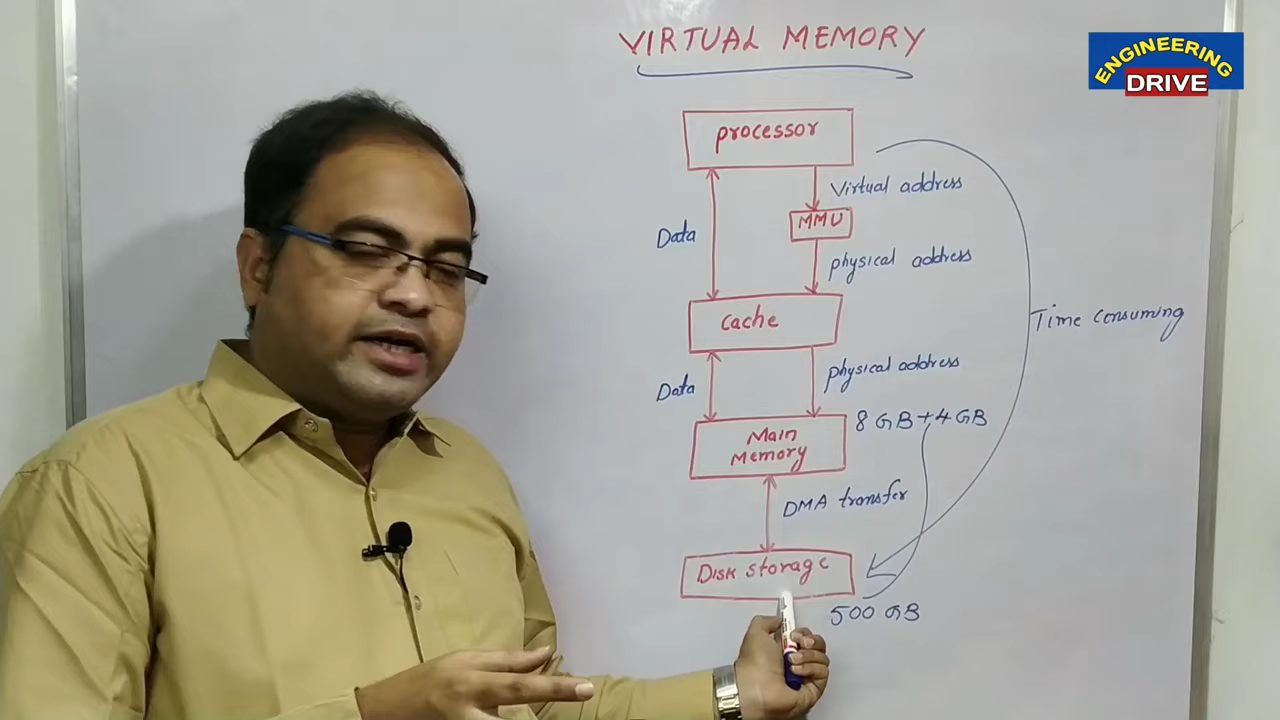 VIRTUAL MEMORY
ENGINEERING
DRIVE
processor
Virtual address
MMU
Data
physical address
Cache
Time consuming
physical address
Data
8 GB + 4 GB
Main
Memory
DMA transfer
Disk storage
500 GB